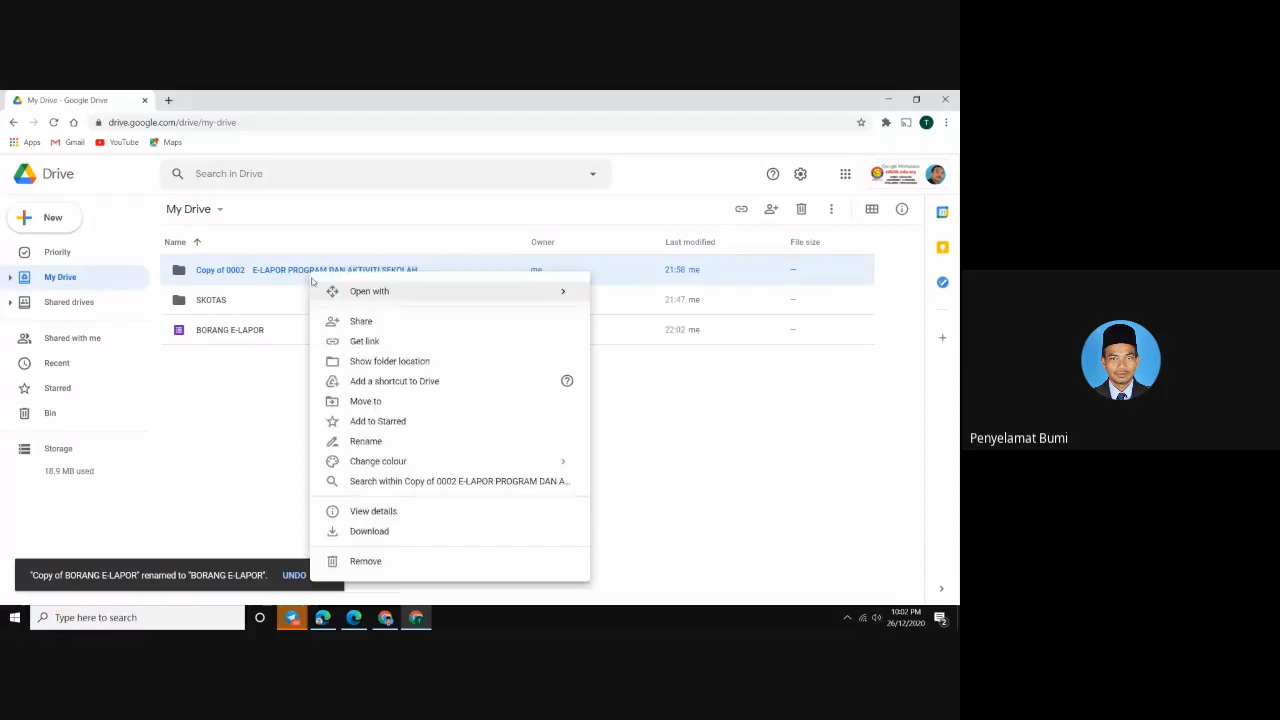 My Drive - Google Drive
drive.google.com/drive/my-drive
Apps Gmail YouTube Maps
Drive
Search in Drive
Google Workspace
New
My Drive
Name Owner Last modified File size
Priority
My Drive
Shared drives
Shared with me
Recent
Starred
Bin
Storage
18.9 MB used
Copy of 0002 E-LAPOR PROGRAM DAN AKTIVITI SEKOLAH me 21:58 me –
SKOTAS 21:47 me –
BORANG E-LAPOR 22:02 me –
Open with
Share
Get link
Show folder location
Add a shortcut to Drive
Move to
Add to Starred
Rename
Change colour
Search within Copy of 0002 E-LAPOR PROGRAM DAN A...
View details
Download
Remove
"Copy of BORANG E-LAPOR" renamed to "BORANG E-LAPOR". UNDO
Type here to search
10:02 PM
26/12/2020
2
T
31
Penyelamat Bumi